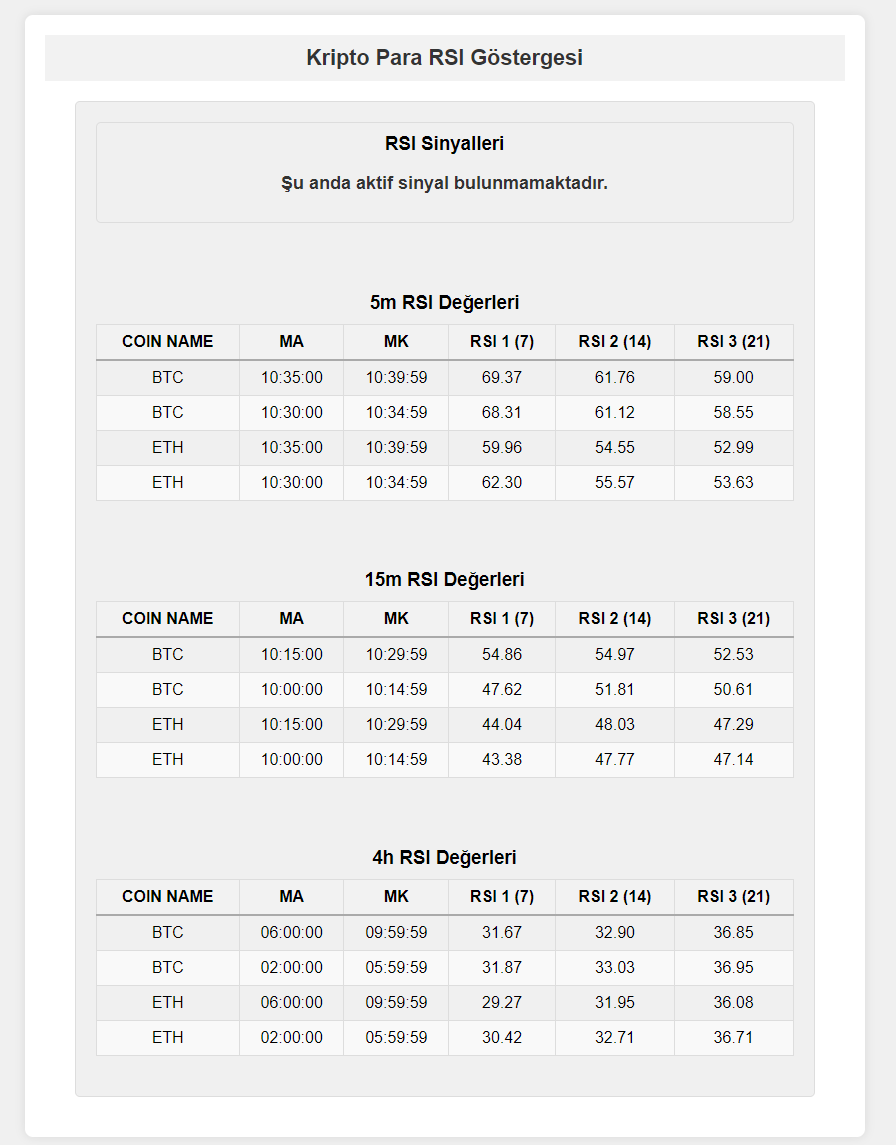 Kripto Para RSI Göstergesi
RSI Sinyalleri
Şu anda aktif sinyal bulunmamaktadır.
5m RSI Değerleri
COIN NAME MA MK RSI 1 (7) RSI 2 (14) RSI 3 (21)
BTC 10:35:00 10:39:59 69.37 61.76 59.00
BTC 10:30:00 10:34:59 68.31 61.12 58.55
ETH 10:35:00 10:39:59 59.96 54.55 52.99
ETH 10:30:00 10:34:59 62.30 55.57 53.63
15m RSI Değerleri
COIN NAME MA MK RSI 1 (7) RSI 2 (14) RSI 3 (21)
BTC 10:15:00 10:29:59 54.86 54.97 52.53
BTC 10:00:00 10:14:59 47.62 51.81 50.61
ETH 10:15:00 10:29:59 44.04 48.03 47.29
ETH 10:00:00 10:14:59 43.38 47.77 47.14
4h RSI Değerleri
COIN NAME MA MK RSI 1 (7) RSI 2 (14) RSI 3 (21)
BTC 06:00:00 09:59:59 31.67 32.90 36.85
BTC 02:00:00 05:59:59 31.87 33.03 36.95
ETH 06:00:00 09:59:59 29.27 31.95 36.08
ETH 02:00:00 05:59:59 30.42 32.71 36.71